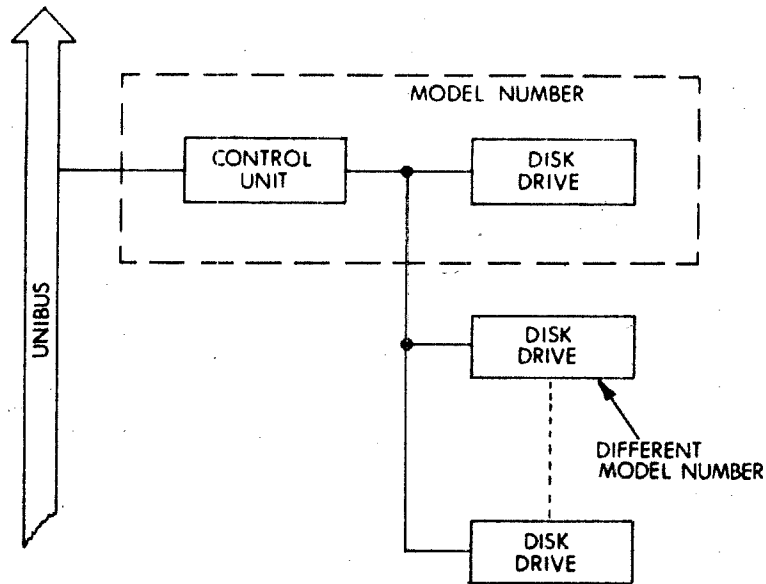 MODEL NUMBER
CONTROL
UNIT
DISK
DRIVE
UNIBUS
DISK
DRIVE
DIFFERENT
MODEL NUMBER
DISK
DRIVE